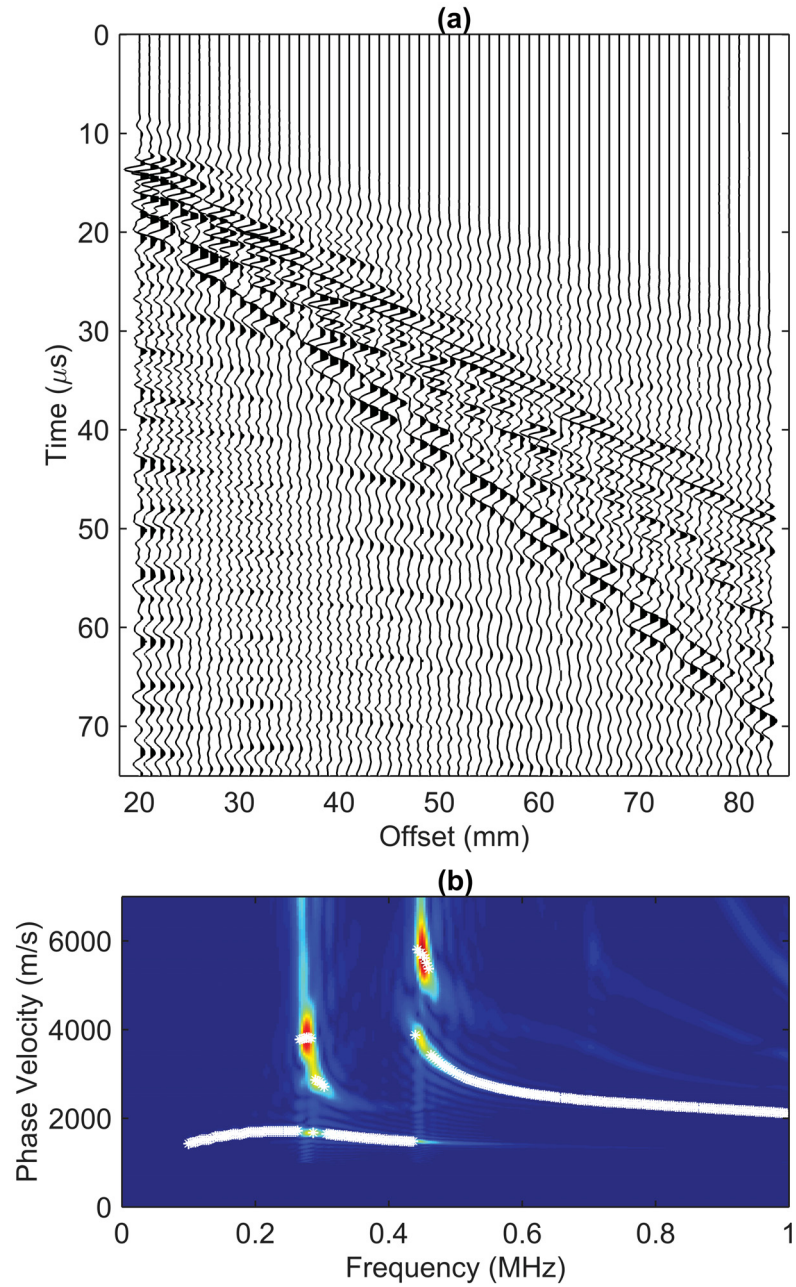 (a)
0
10
20
30
40
50
60
70
Time (μs)
20 30 40 50 60 70 80
Offset (mm)
(b)
6000
4000
2000
0
Phase Velocity (m/s)
0 0.2 0.4 0.6 0.8 1
Frequency (MHz)